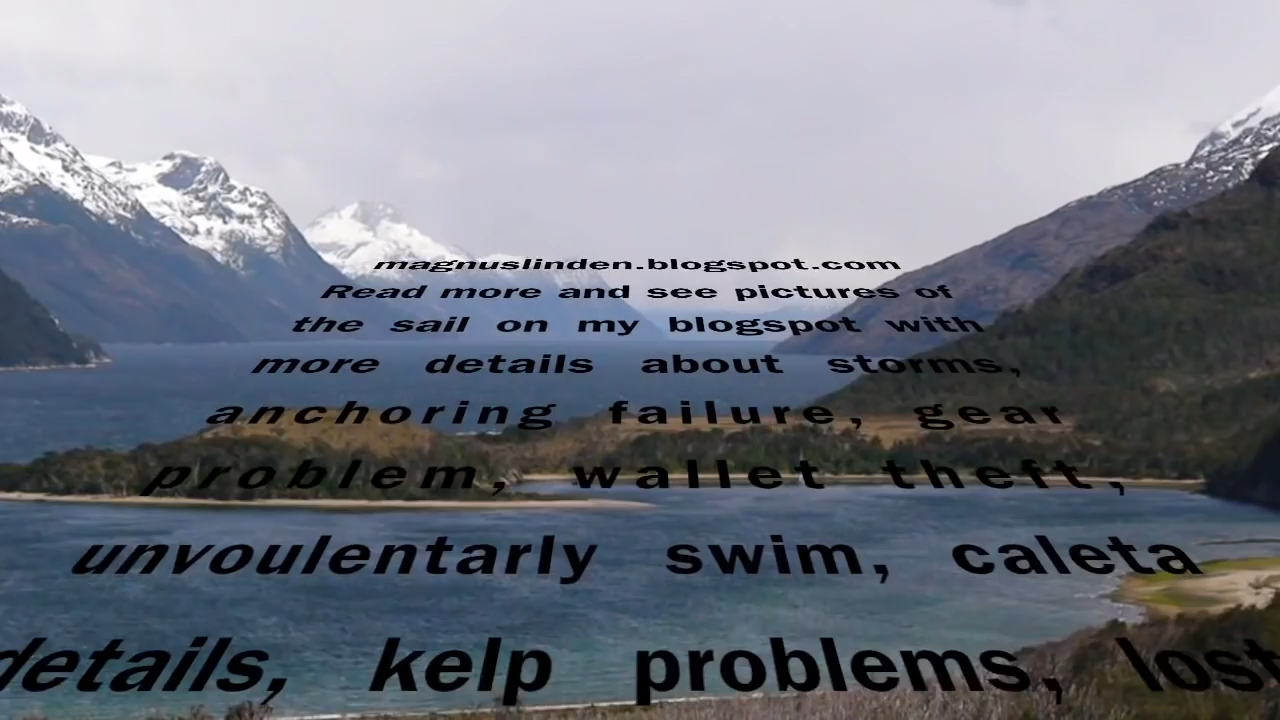 magnuslinden.blogspot.com
Read more and see pictures of
the sail on my blogspot with
more details about storms,
anchoring failure, gear
problem, wallet theft,
unvoulentarly swim, caleta
details, kelp problems, lost